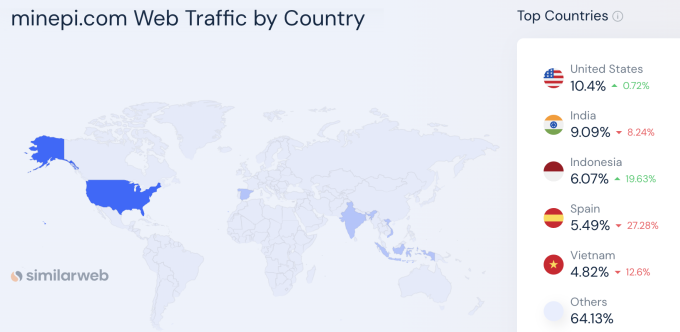 minepi.com Web Traffic by Country
Top Countries
United States
10.4% 0.72%
India
9.09% 8.24%
Indonesia
6.07% 19.63%
Spain
5.49% 27.28%
Vietnam
4.82% 12.6%
Others
64.13%
similarweb